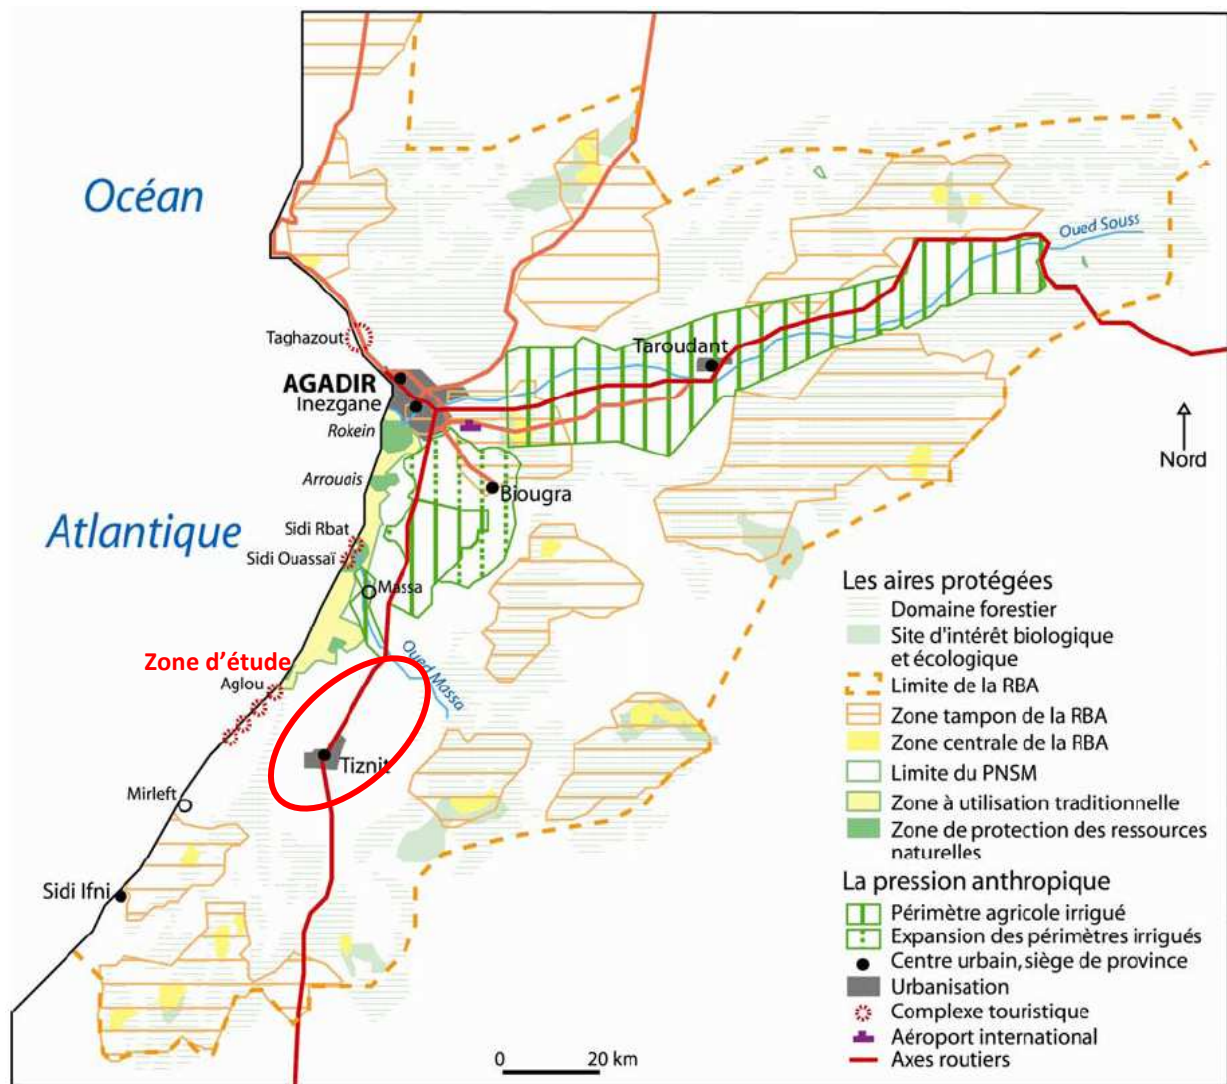 Océan
Oued Souss
Taghazout
Taroudant
AGADIR
Inezgane
Rokein
Nord
Arrouais
Biougra
Atlantique
Sidi Rbat
Sidi Ouassaï
Massa
Zone d'étude
Aglou
Oued Massa
Tiznit
Mirleft
Sidi Ifni
Les aires protégées
Domaine forestier
Site d'intérêt biologique
et écologique
Limite de la RBA
Zone tampon de la RBA
Zone centrale de la RBA
Limite du PNSM
Zone à utilisation traditionnelle
Zone de protection des ressources
naturelles
La pression anthropique
Périmètre agricole irrigué
Expansion des périmètres irrigués
Centre urbain, siège de province
Urbanisation
Complexe touristique
Aéroport international
Axes routiers
0 20 km